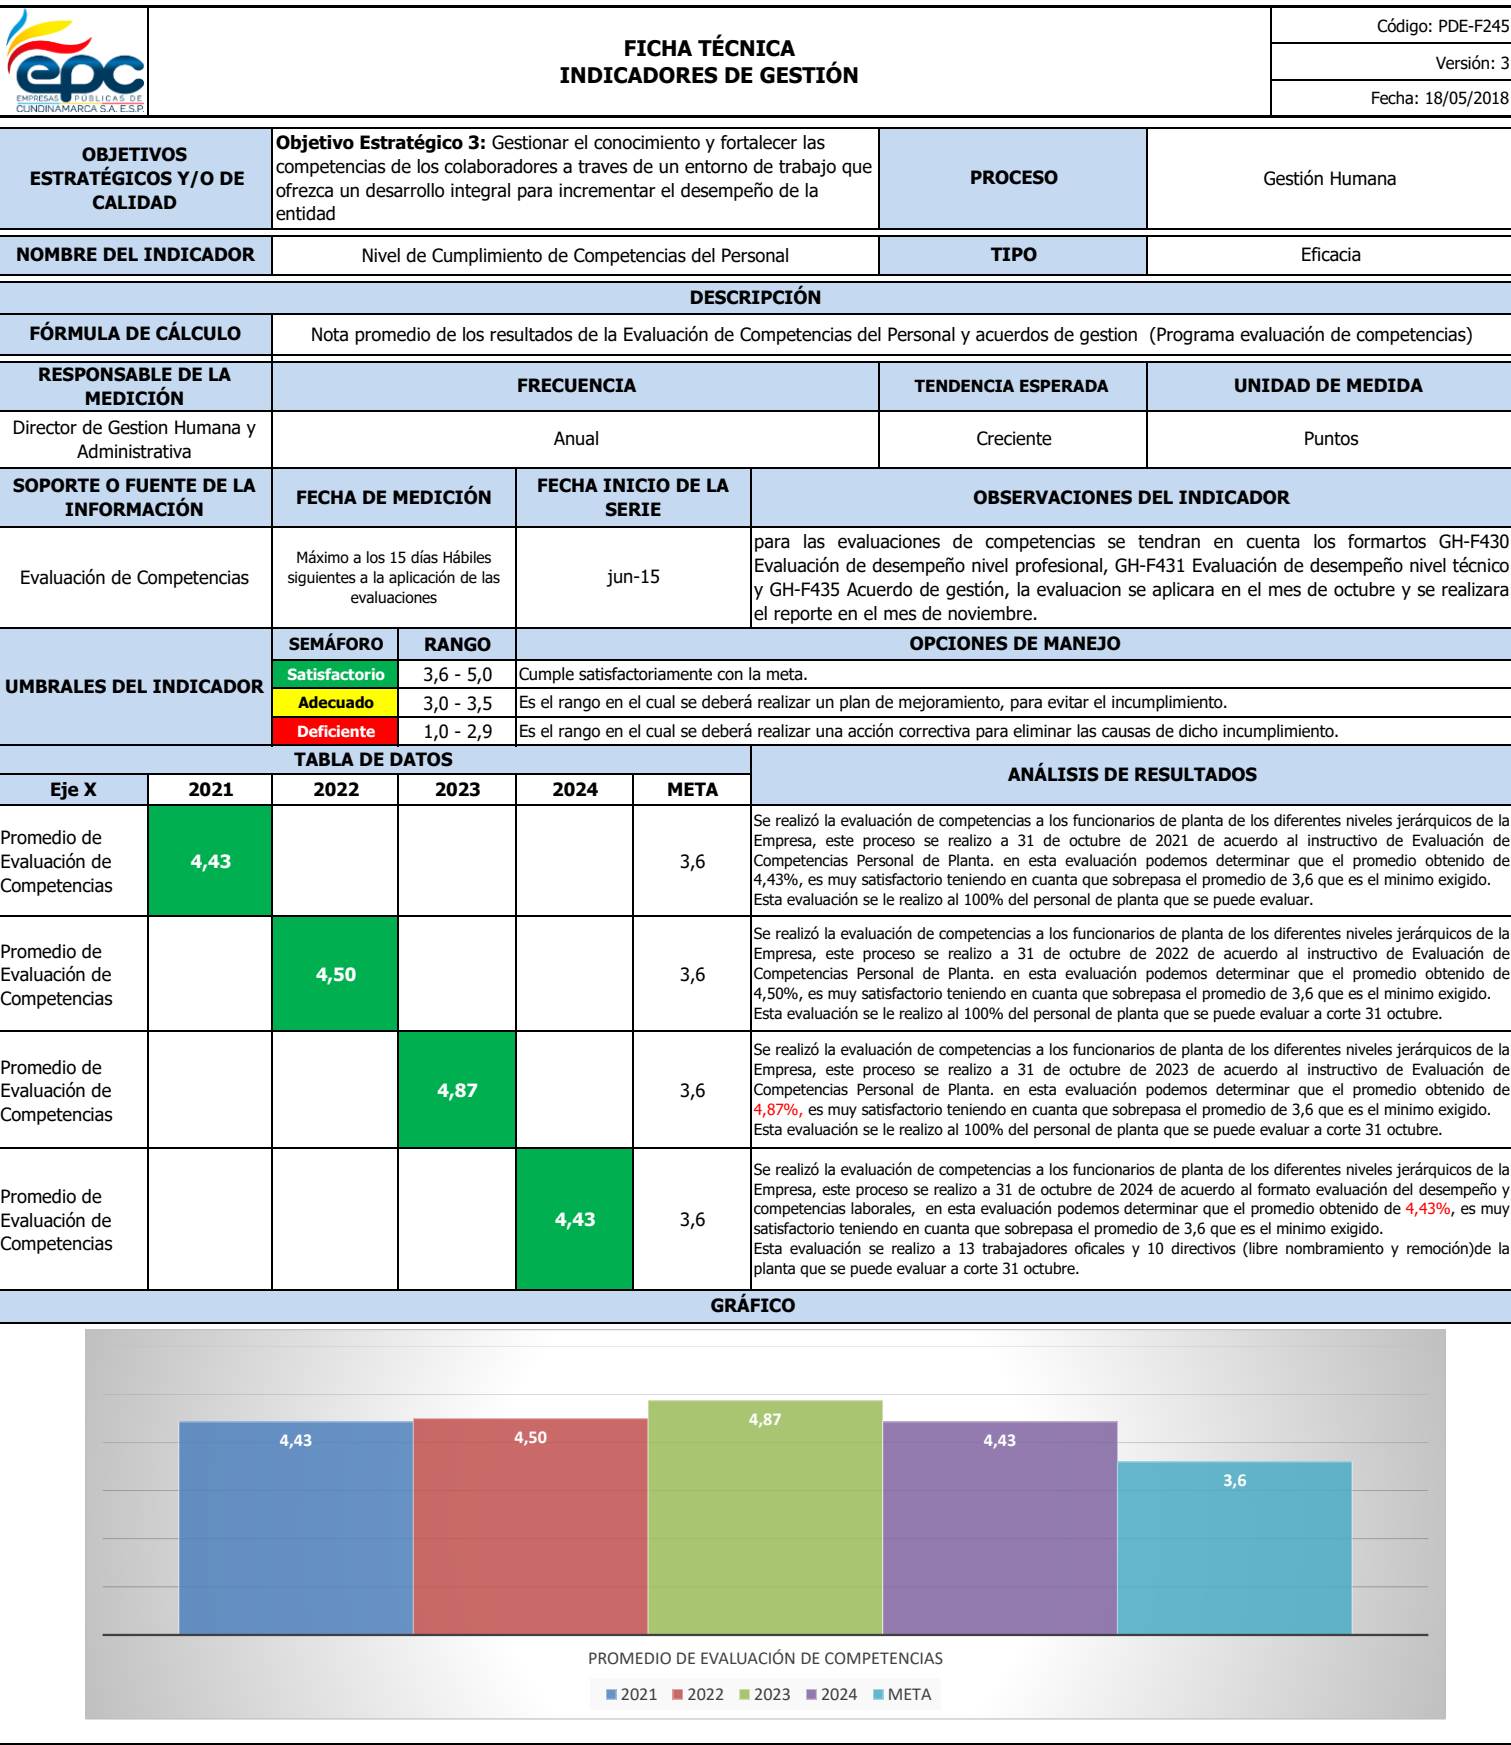 epc
EMPRESAS PÚBLICAS DE
CUNDINAMARCA S.A. E.S.P.
FICHA TÉCNICA
INDICADORES DE GESTIÓN
Código: PDE-F245
Versión: 3
Fecha: 18/05/2018
OBJETIVOS
ESTRATÉGICOS Y/O DE
CALIDAD
Objetivo Estratégico 3: Gestionar el conocimiento y fortalecer las
competencias de los colaboradores a traves de un entorno de trabajo que
ofrezca un desarrollo integral para incrementar el desempeño de la
entidad
PROCESO
Gestión Humana
NOMBRE DEL INDICADOR
Nivel de Cumplimiento de Competencias del Personal
TIPO
Eficacia
DESCRIPCIÓN
FÓRMULA DE CÁLCULO
Nota promedio de los resultados de la Evaluación de Competencias del Personal y acuerdos de gestion (Programa evaluación de competencias)
RESPONSABLE DE LA
MEDICIÓN
FRECUENCIA
TENDENCIA ESPERADA
UNIDAD DE MEDIDA
Director de Gestion Humana y
Administrativa
Anual
Creciente
Puntos
SOPORTE O FUENTE DE LA
INFORMACIÓN
FECHA DE MEDICIÓN
FECHA INICIO DE LA
SERIE
OBSERVACIONES DEL INDICADOR
Evaluación de Competencias
Máximo a los 15 días Hábiles
siguientes a la aplicación de las
evaluaciones
jun-15
para las evaluaciones de competencias se tendran en cuenta los formartos GH-F430
Evaluación de desempeño nivel profesional, GH-F431 Evaluación de desempeño nivel técnico
y GH-F435 Acuerdo de gestión, la evaluacion se aplicara en el mes de octubre y se realizara
el reporte en el mes de noviembre.
UMBRALES DEL INDICADOR
SEMÁFORO RANGO OPCIONES DE MANEJO
Satisfactorio 3,6 - 5,0 Cumple satisfactoriamente con la meta.
Adecuado 3,0 - 3,5 Es el rango en el cual se deberá realizar un plan de mejoramiento, para evitar el incumplimiento.
Deficiente 1,0 - 2,9 Es el rango en el cual se deberá realizar una acción correctiva para eliminar las causas de dicho incumplimiento.
TABLA DE DATOS
ANÁLISIS DE RESULTADOS
Eje X 2021 2022 2023 2024 META
Promedio de
Evaluación de
Competencias
4,43
3,6
Se realizó la evaluación de competencias a los funcionarios de planta de los diferentes niveles jerárquicos de la
Empresa, este proceso se realizo a 31 de octubre de 2021 de acuerdo al instructivo de Evaluación de
Competencias Personal de Planta. en esta evaluación podemos determinar que el promedio obtenido de
4,43%, es muy satisfactorio teniendo en cuanta que sobrepasa el promedio de 3,6 que es el minimo exigido.
Esta evaluación se le realizo al 100% del personal de planta que se puede evaluar.
Promedio de
Evaluación de
Competencias
4,50
3,6
Se realizó la evaluación de competencias a los funcionarios de planta de los diferentes niveles jerárquicos de la
Empresa, este proceso se realizo a 31 de octubre de 2022 de acuerdo al instructivo de Evaluación de
Competencias Personal de Planta. en esta evaluación podemos determinar que el promedio obtenido de
4,50%, es muy satisfactorio teniendo en cuanta que sobrepasa el promedio de 3,6 que es el minimo exigido.
Esta evaluación se le realizo al 100% del personal de planta que se puede evaluar a corte 31 octubre.
Promedio de
Evaluación de
Competencias
4,87
3,6
Se realizó la evaluación de competencias a los funcionarios de planta de los diferentes niveles jerárquicos de la
Empresa, este proceso se realizo a 31 de octubre de 2023 de acuerdo al instructivo de Evaluación de
Competencias Personal de Planta. en esta evaluación podemos determinar que el promedio obtenido de
4,87%, es muy satisfactorio teniendo en cuanta que sobrepasa el promedio de 3,6 que es el minimo exigido.
Esta evaluación se le realizo al 100% del personal de planta que se puede evaluar a corte 31 octubre.
Promedio de
Evaluación de
Competencias
4,43
3,6
Se realizó la evaluación de competencias a los funcionarios de planta de los diferentes niveles jerárquicos de la
Empresa, este proceso se realizo a 31 de octubre de 2024 de acuerdo al formato evaluación del desempeño y
competencias laborales, en esta evaluación podemos determinar que el promedio obtenido de 4,43%, es muy
satisfactorio teniendo en cuanta que sobrepasa el promedio de 3,6 que es el minimo exigido.
Esta evaluación se realizo a 13 trabajadores oficales y 10 directivos (libre nombramiento y remoción)de la
planta que se puede evaluar a corte 31 octubre.
GRÁFICO
4,43
4,50
4,87
4,43
3,6
PROMEDIO DE EVALUACIÓN DE COMPETENCIAS
2021 2022 2023 2024 META